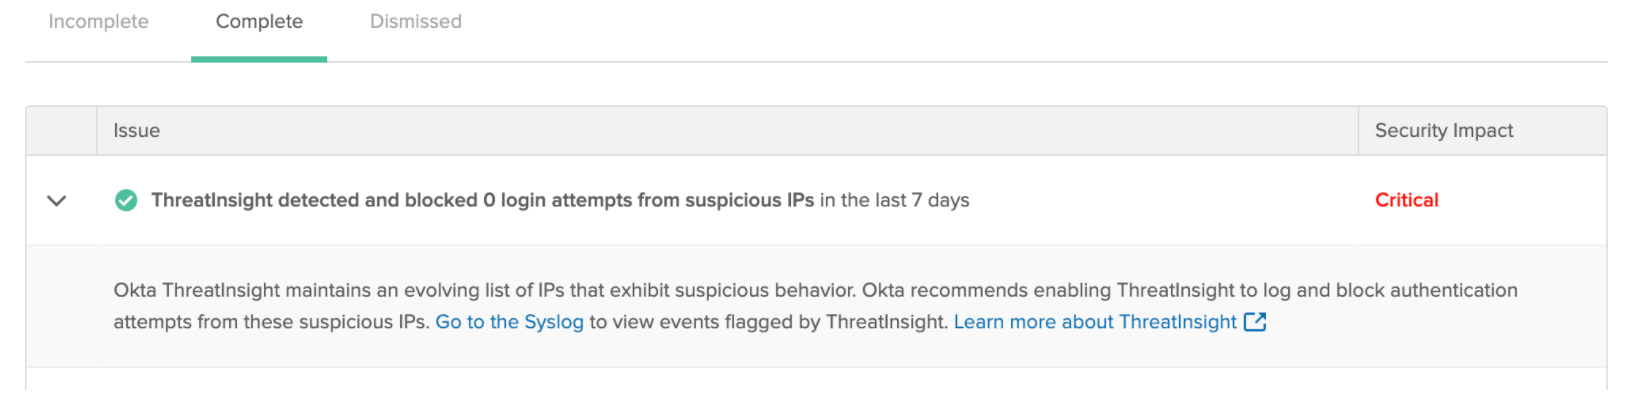 Incomplete Complete Dismissed
Issue Security Impact
ThreatInsight detected and blocked 0 login attempts from suspicious IPs in the last 7 days Critical
Okta ThreatInsight maintains an evolving list of IPs that exhibit suspicious behavior. Okta recommends enabling ThreatInsight to log and block authentication
attempts from these suspicious IPs. Go to the Syslog to view events flagged by ThreatInsight. Learn more about ThreatInsight